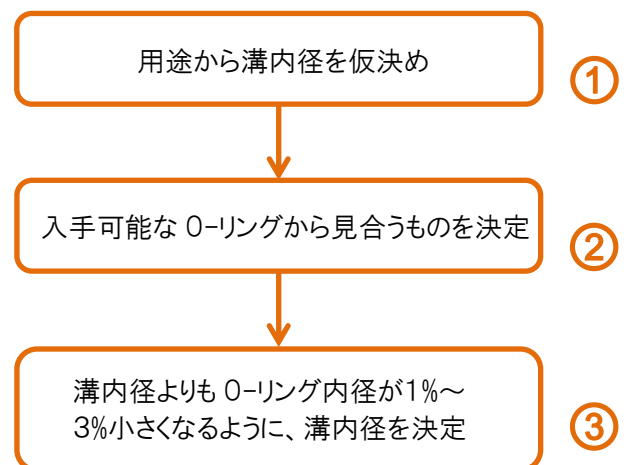 用途から溝内径を仮決め
①
入手可能な O-リングから見合うものを決定
②
溝内径よりも O-リング内径が1%～
3%小さくなるように、溝内径を決定
③